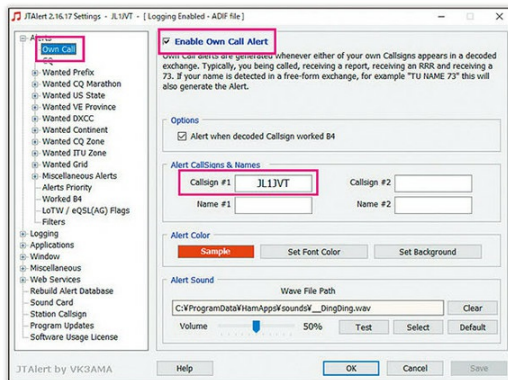 JTAlert 2.16.17 Settings - JL1JVT - [ Logging Enabled - ADIF file ]
Alerts
Own Call
CQ
Wanted Prefix
Wanted CQ Marathon
Wanted US State
Wanted VE Province
Wanted DXCC
Wanted Continent
Wanted CQ Zone
Wanted ITU Zone
Wanted Grid
Miscellaneous Alerts
Alerts Priority
Worked B4
LoTW / eQSL(AG) Flags
Filters
Logging
Applications
Window
Miscellaneous
Web Services
Rebuild Alert Database
Sound Card
Station Callsign
Program Updates
Software Usage License
Enable Own Call Alert
Own Call alerts are generated whenever either of your own Callsigns appears in a decoded
exchange. Typically, you being called, receiving a report, receiving an RRR and receiving a
73. If your name is detected in a free-form exchange, for example "TU NAME 73" this will
also generate the Alert.
Options
Alert when decoded Callsign worked B4
Alert CallSigns & Names
Callsign #1 JL1JVT Callsign #2
Name #1 Name #2
Alert Color
Sample Set Font Color Set Background
Alert Sound
Wave File Path
C:¥ProgramData¥HamApps¥sounds¥__DingDing.wav Clear
Volume 50% Test Select Default
JTAlert by VK3AMA Help OK Cancel Save